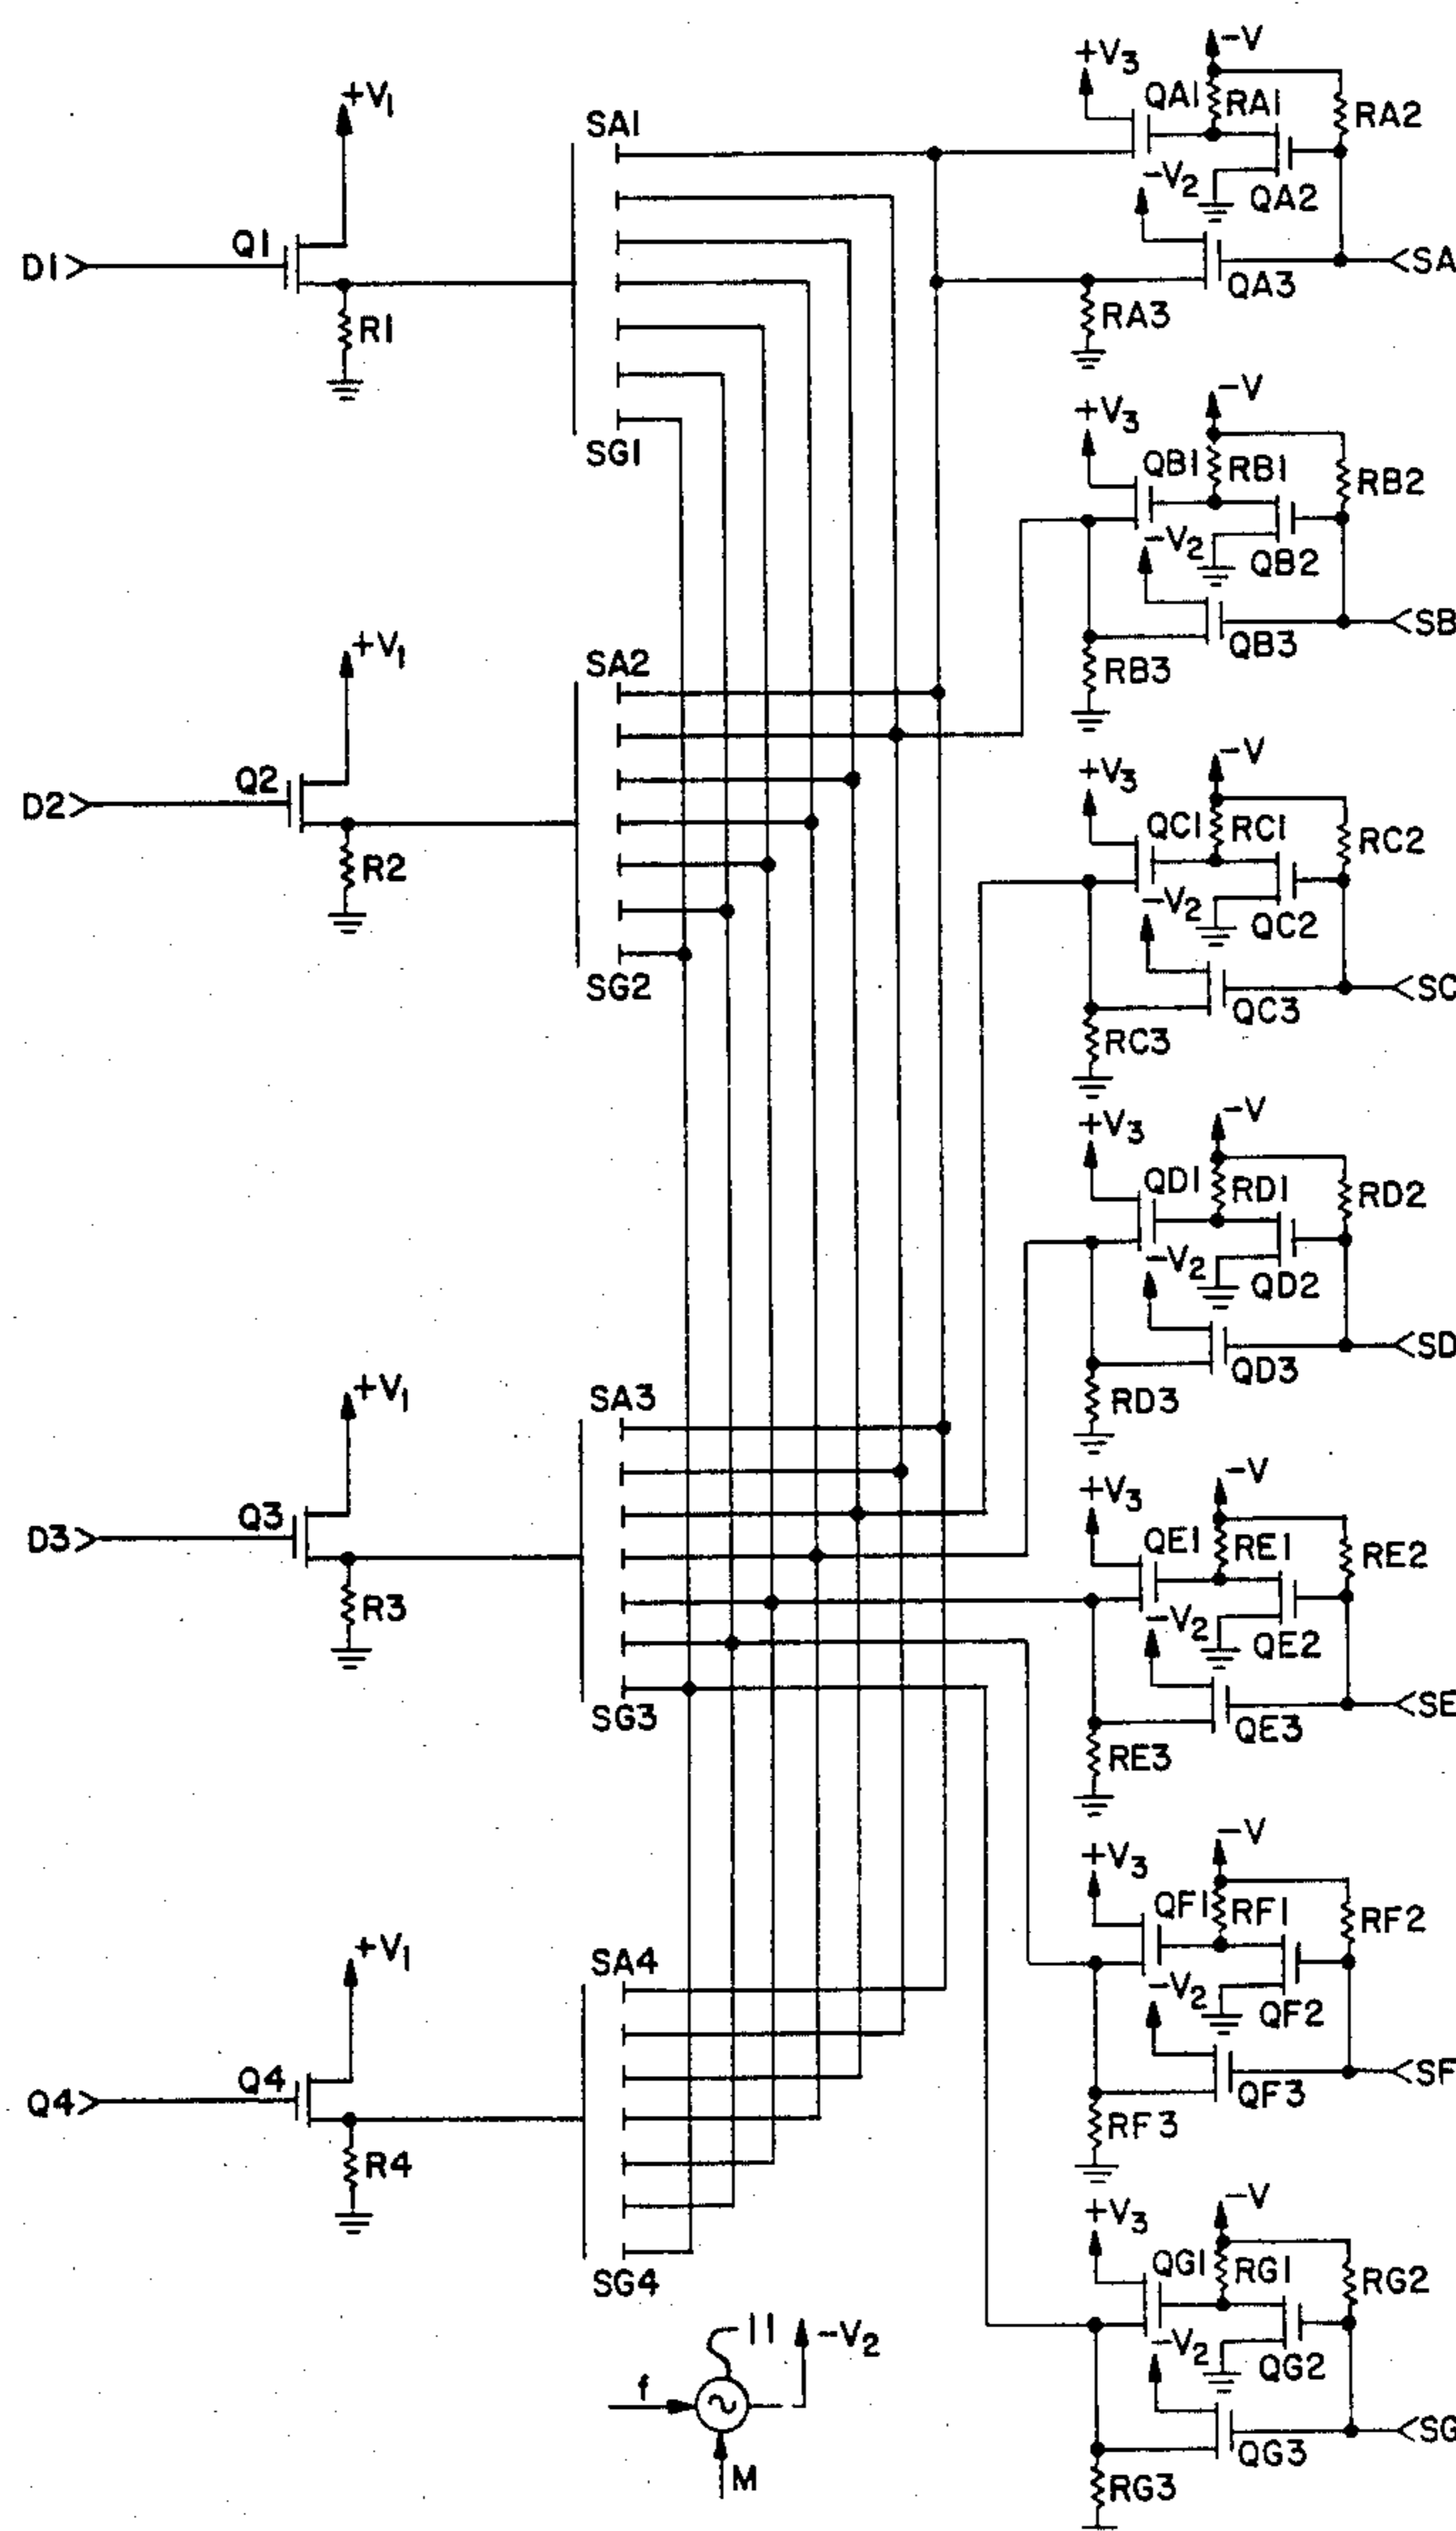 +V3
-V
QA1
RA1
RA2
+V1
SA1
-V2
QA2
Q1
D1
SA
QA3
R1
RA3
-V
+V3
SG1
QB1
RB1
RB2
-V2
QB2
+V1
SB
QB3
SA2
RB3
-V
+V3
Q2
D2
QC1
RC1
RC2
R2
-V2
QC2
SG2
SC
QC3
RC3
-V
+V3
QD1
RD1
RD2
-V2
QD2
SD
QD3
+V1
SA3
RD3
-V
+V3
Q3
D3
QE1
RE1
RE2
R3
-V2
QE2
SE
SG3
QE3
RE3
-V
+V3
QF1
RF1
RF2
+V1
SA4
-V2
QF2
Q4
Q4
SF
QF3
RF3
R4
-V
+V3
QG1
RG1
RG2
SG4
11
-V2
-V2
QG2
f
SG
QG3
M
RG3